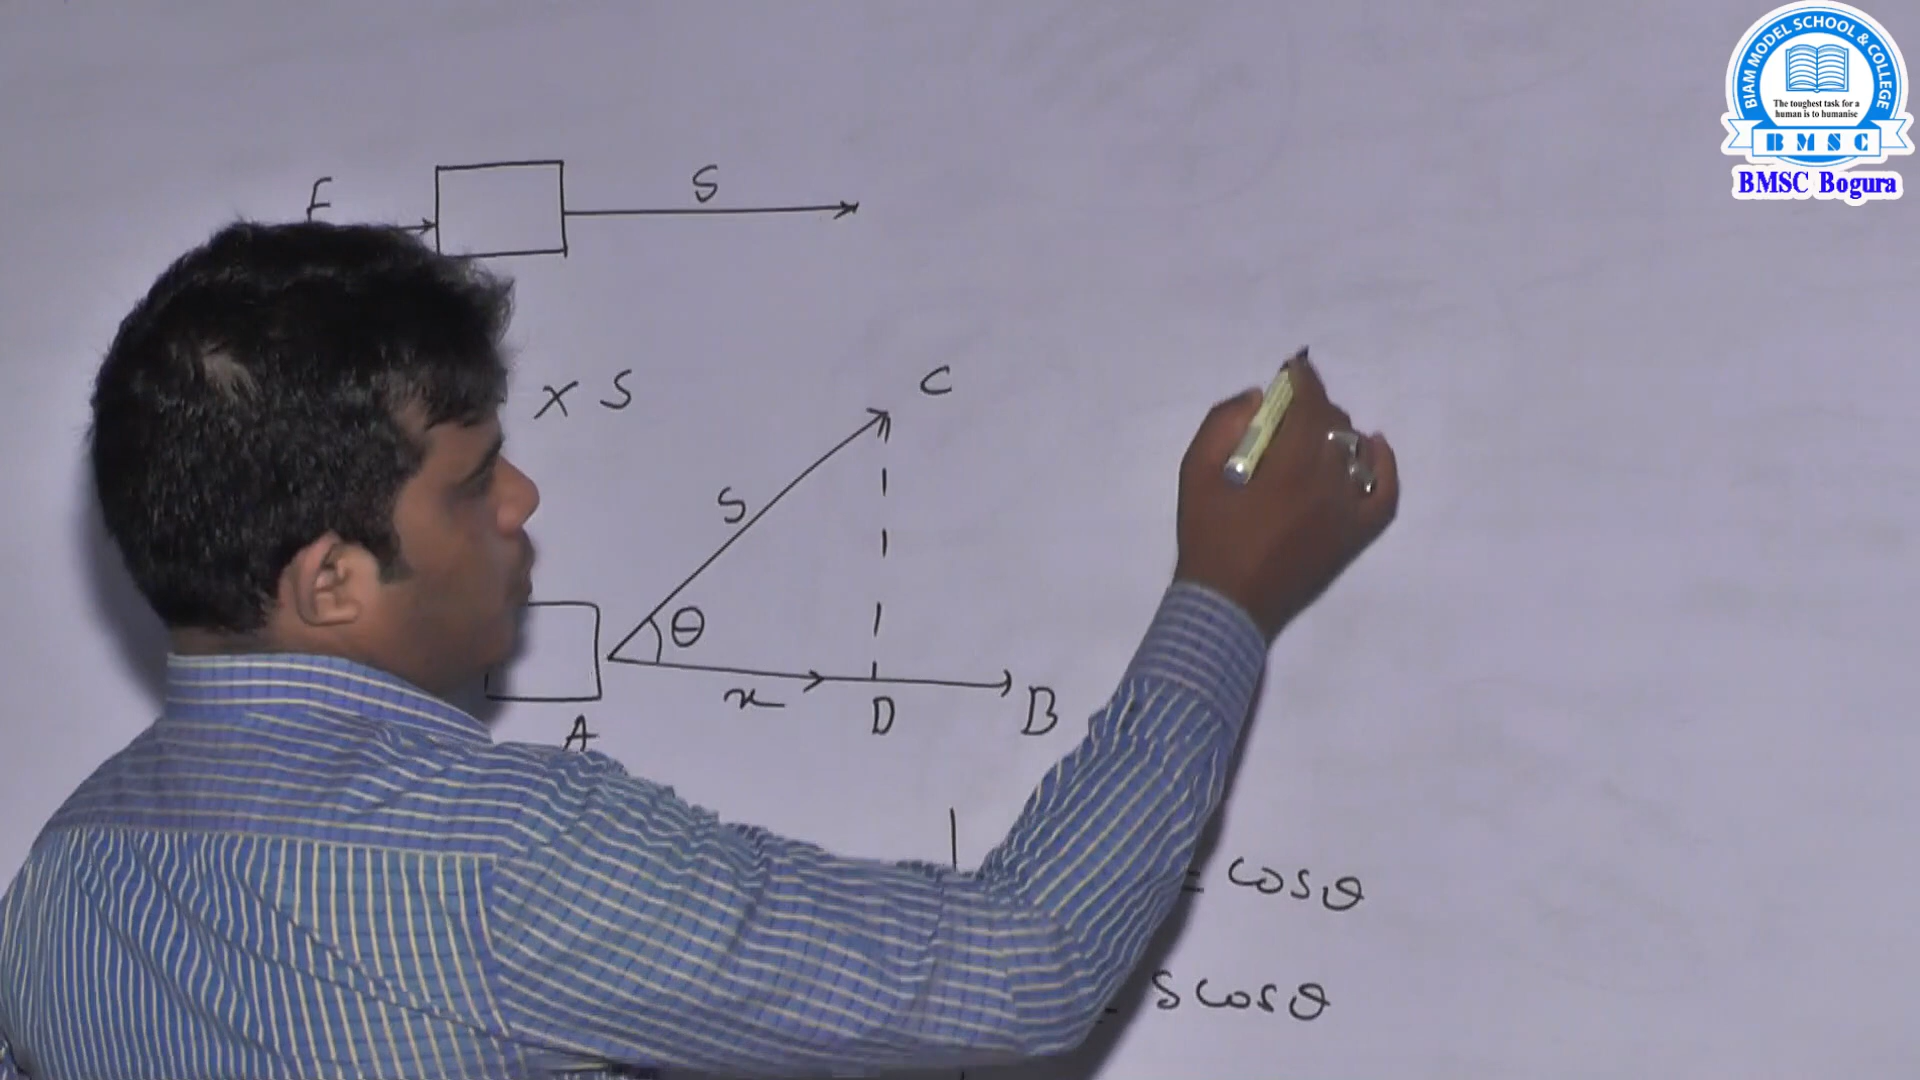 BIAM MODEL SCHOOL & COLLEGE
The toughest task for a
human is to humanise
BMSC
BMSC Bogura
F
S
× S
C
S
θ
x
A
D
B
= cosθ
= s cosθ